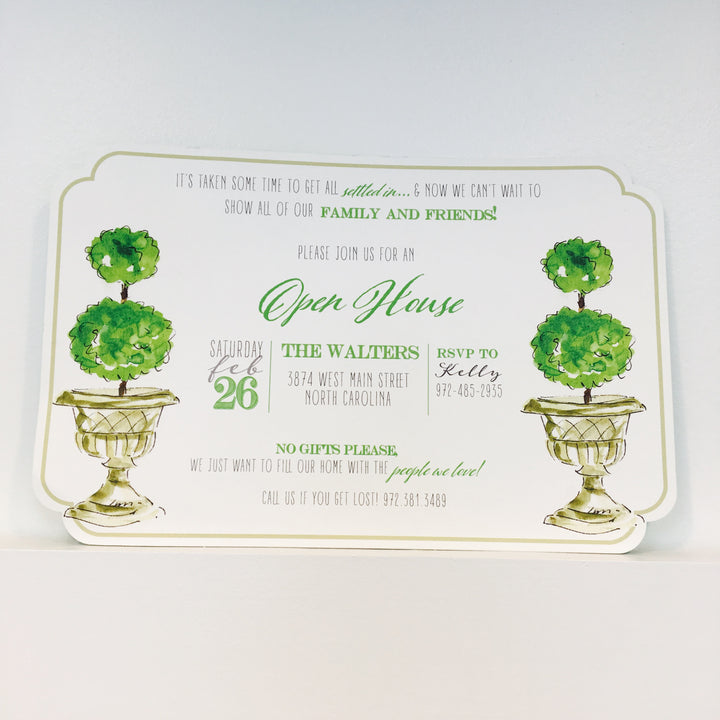 IT'S TAKEN SOME TIME TO GET ALL settled in... & NOW WE CAN'T WAIT TO
SHOW ALL OF OUR FAMILY AND FRIENDS!
PLEASE JOIN US FOR AN
Open House
SATURDAY
feb
26
THE WALTERS
3874 WEST MAIN STREET
NORTH CAROLINA
RSVP TO
Kelly
972-485-2935
NO GIFTS PLEASE,
WE JUST WANT TO FILL OUR HOME WITH THE people we love!
CALL US IF YOU GET LOST! 972.381.3489